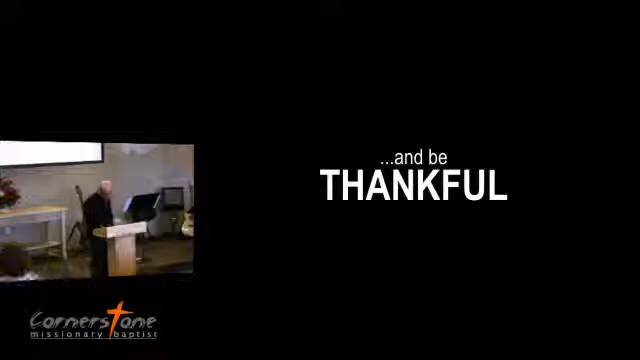 ...and be
THANKFUL
Cornerstone
missionary baptist